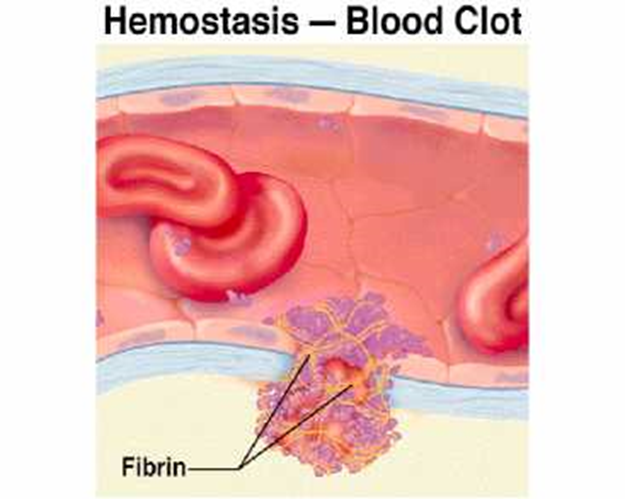 Hemostasis — Blood Clot
Fibrin